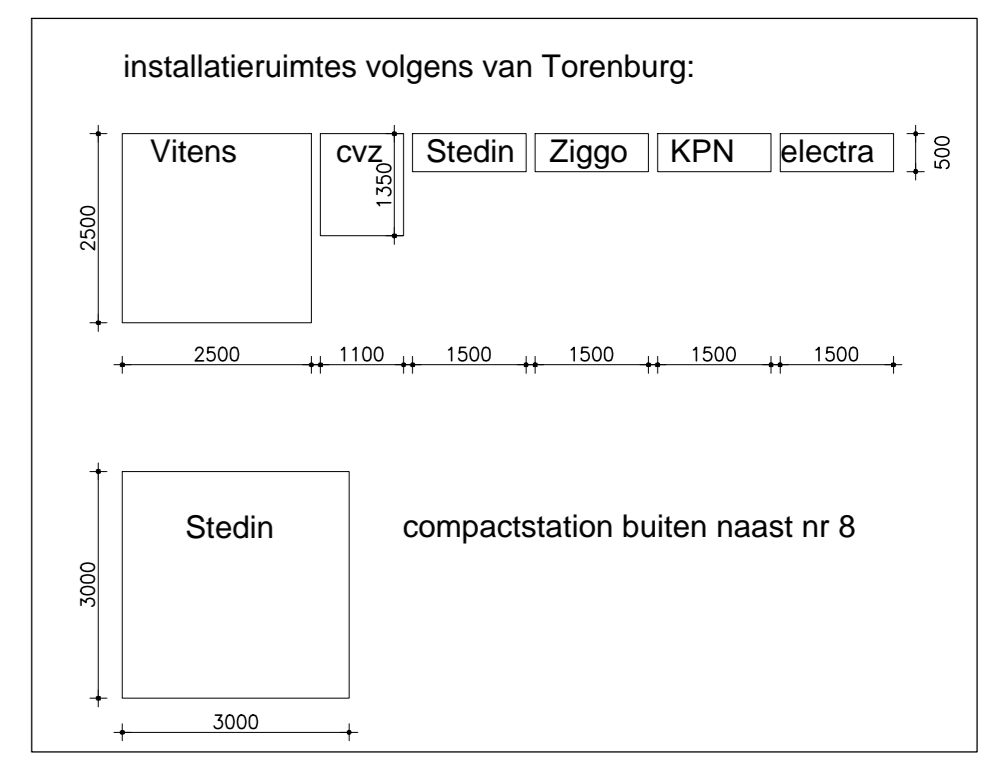 installatieruimtes volgens van Torenburg:
Vitens cvz Stedin Ziggo KPN electra
500
1350
2500
2500 1100 1500 1500 1500 1500
Stedin compactstation buiten naast nr 8
3000
3000